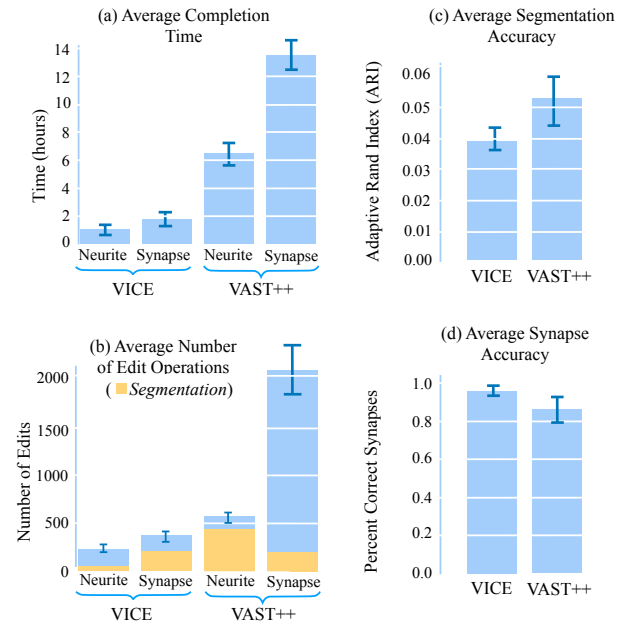 (a) Average Completion
Time
Time (hours)
14
12
10
8
6
4
2
0
Neurite Synapse Neurite Synapse
VICE VAST++
(c) Average Segmentation
Accuracy
Adaptive Rand Index (ARI)
0.06
0.05
0.04
0.03
0.02
0.01
0.00
VICE VAST++
(b) Average Number
of Edit Operations
( Segmentation)
Number of Edits
2000
1500
1000
500
0
Neurite Synapse Neurite Synapse
VICE VAST++
(d) Average Synapse
Accuracy
Percent Correct Synapses
1.0
0.8
0.6
0.4
0.2
0.0
VICE VAST++